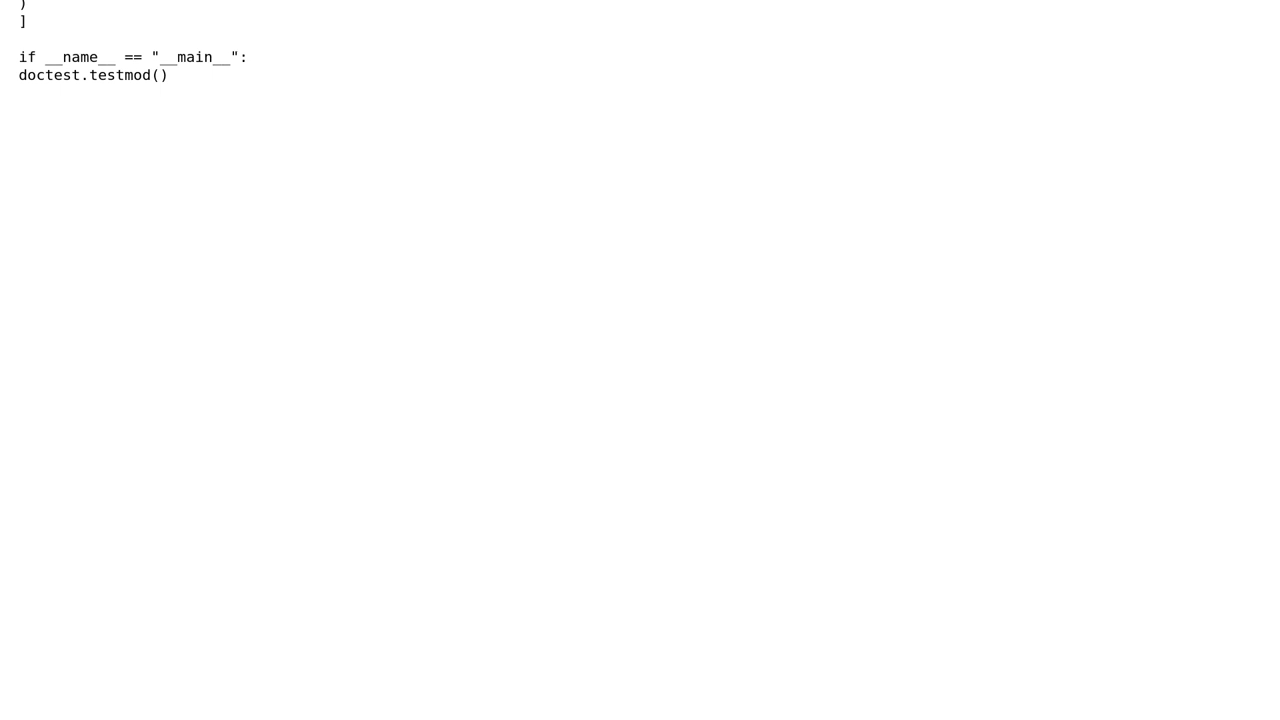 )
]

if __name__ == "__main__":
doctest.testmod()